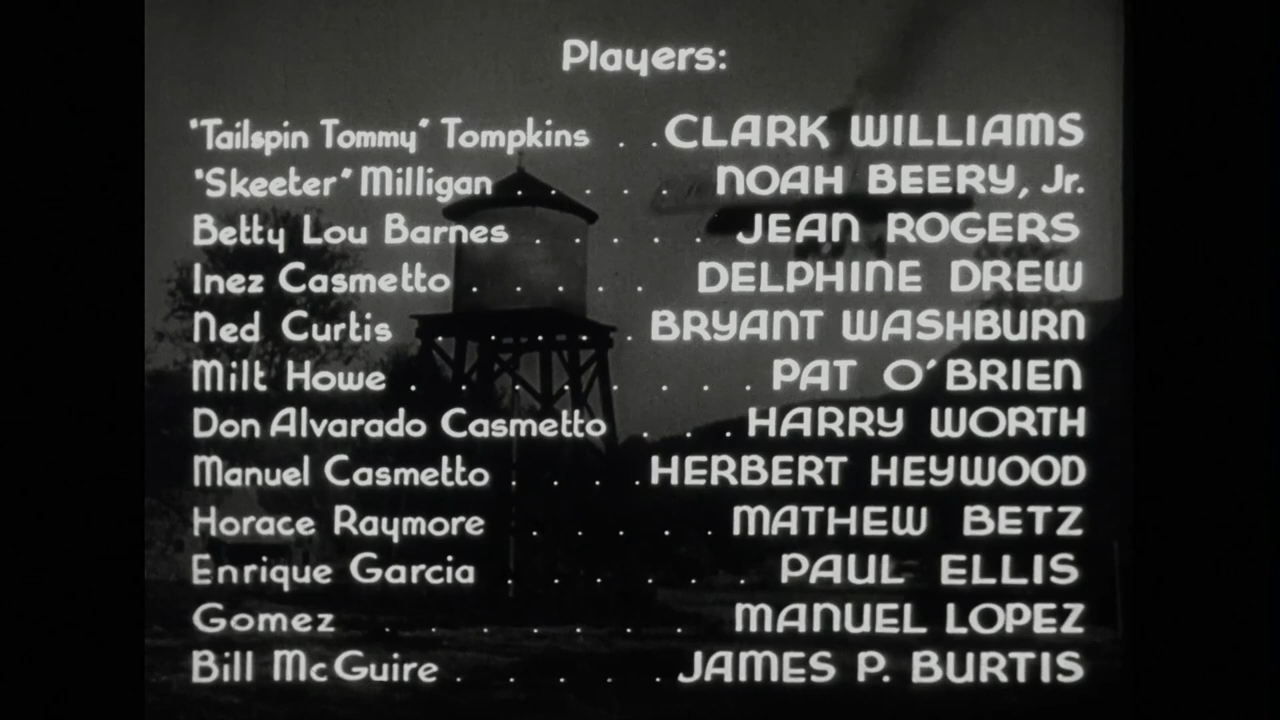 Players:
"Tailspin Tommy" Tompkins . . CLARK WILLIAMS
"Skeeter" Milligan . . . . . NOAH BEERY, Jr.
Betty Lou Barnes . . . . . JEAN ROGERS
Inez Casmetto . . . . . DELPHINE DREW
Ned Curtis . . . . . BRYANT WASHBURN
Milt Howe . . . . . . . . PAT O'BRIEN
Don Alvarado Casmetto . . . HARRY WORTH
Manuel Casmetto . . . . HERBERT HEYWOOD
Horace Raymore . . . . . MATHEW BETZ
Enrique Garcia . . . . . . PAUL ELLIS
Gomez . . . . . . . MANUEL LOPEZ
Bill McGuire . . . . . JAMES P. BURTIS